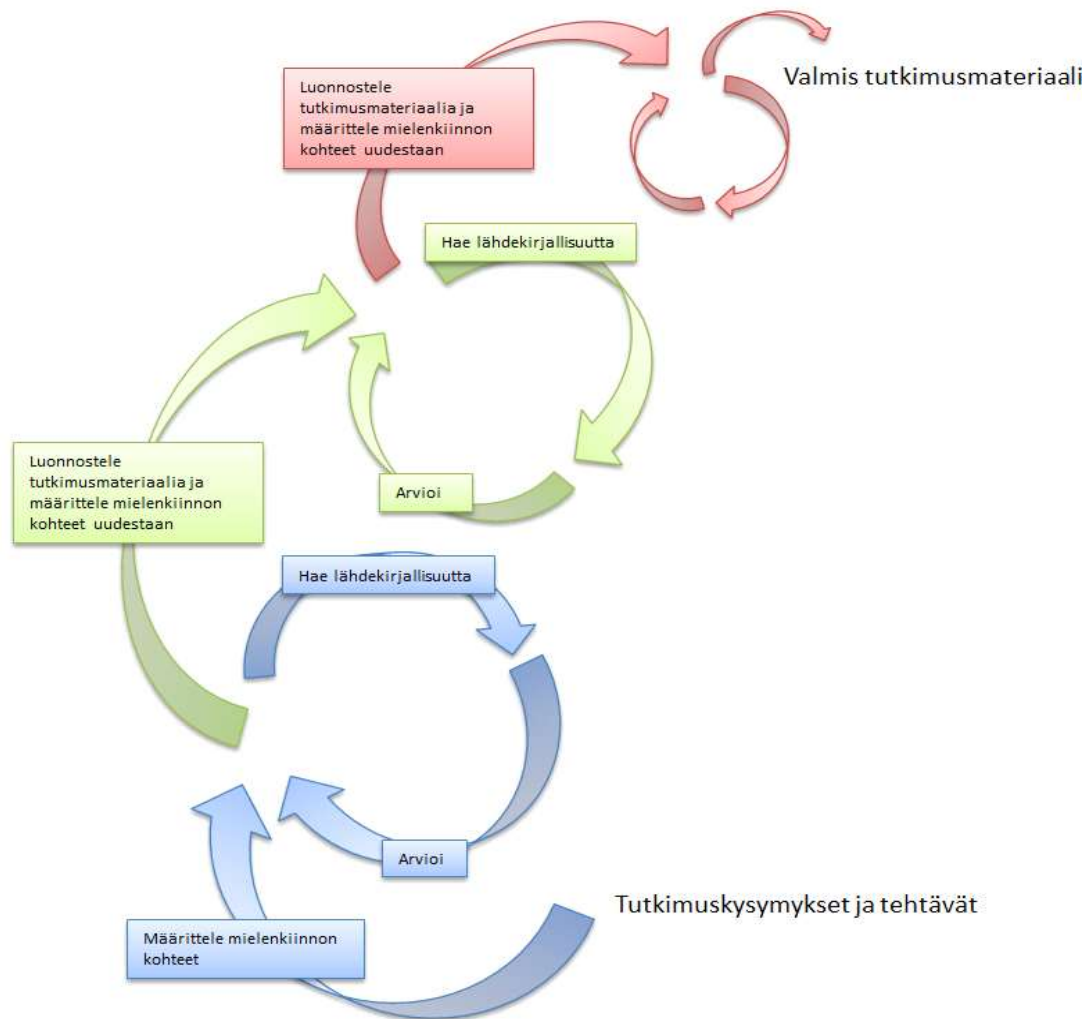 Valmis tutkimusmateriaali
Luonnostele
tutkimusmateriaalia ja
määrittele mielenkiinnon
kohteet uudestaan
Hae lähdekirjallisuutta
Luonnostele
tutkimusmateriaalia ja
määrittele mielenkiinnon
kohteet uudestaan
Arvioi
Hae lähdekirjallisuutta
Arvioi
Tutkimuskysymykset ja tehtävät
Määrittele mielenkiinnon
kohteet